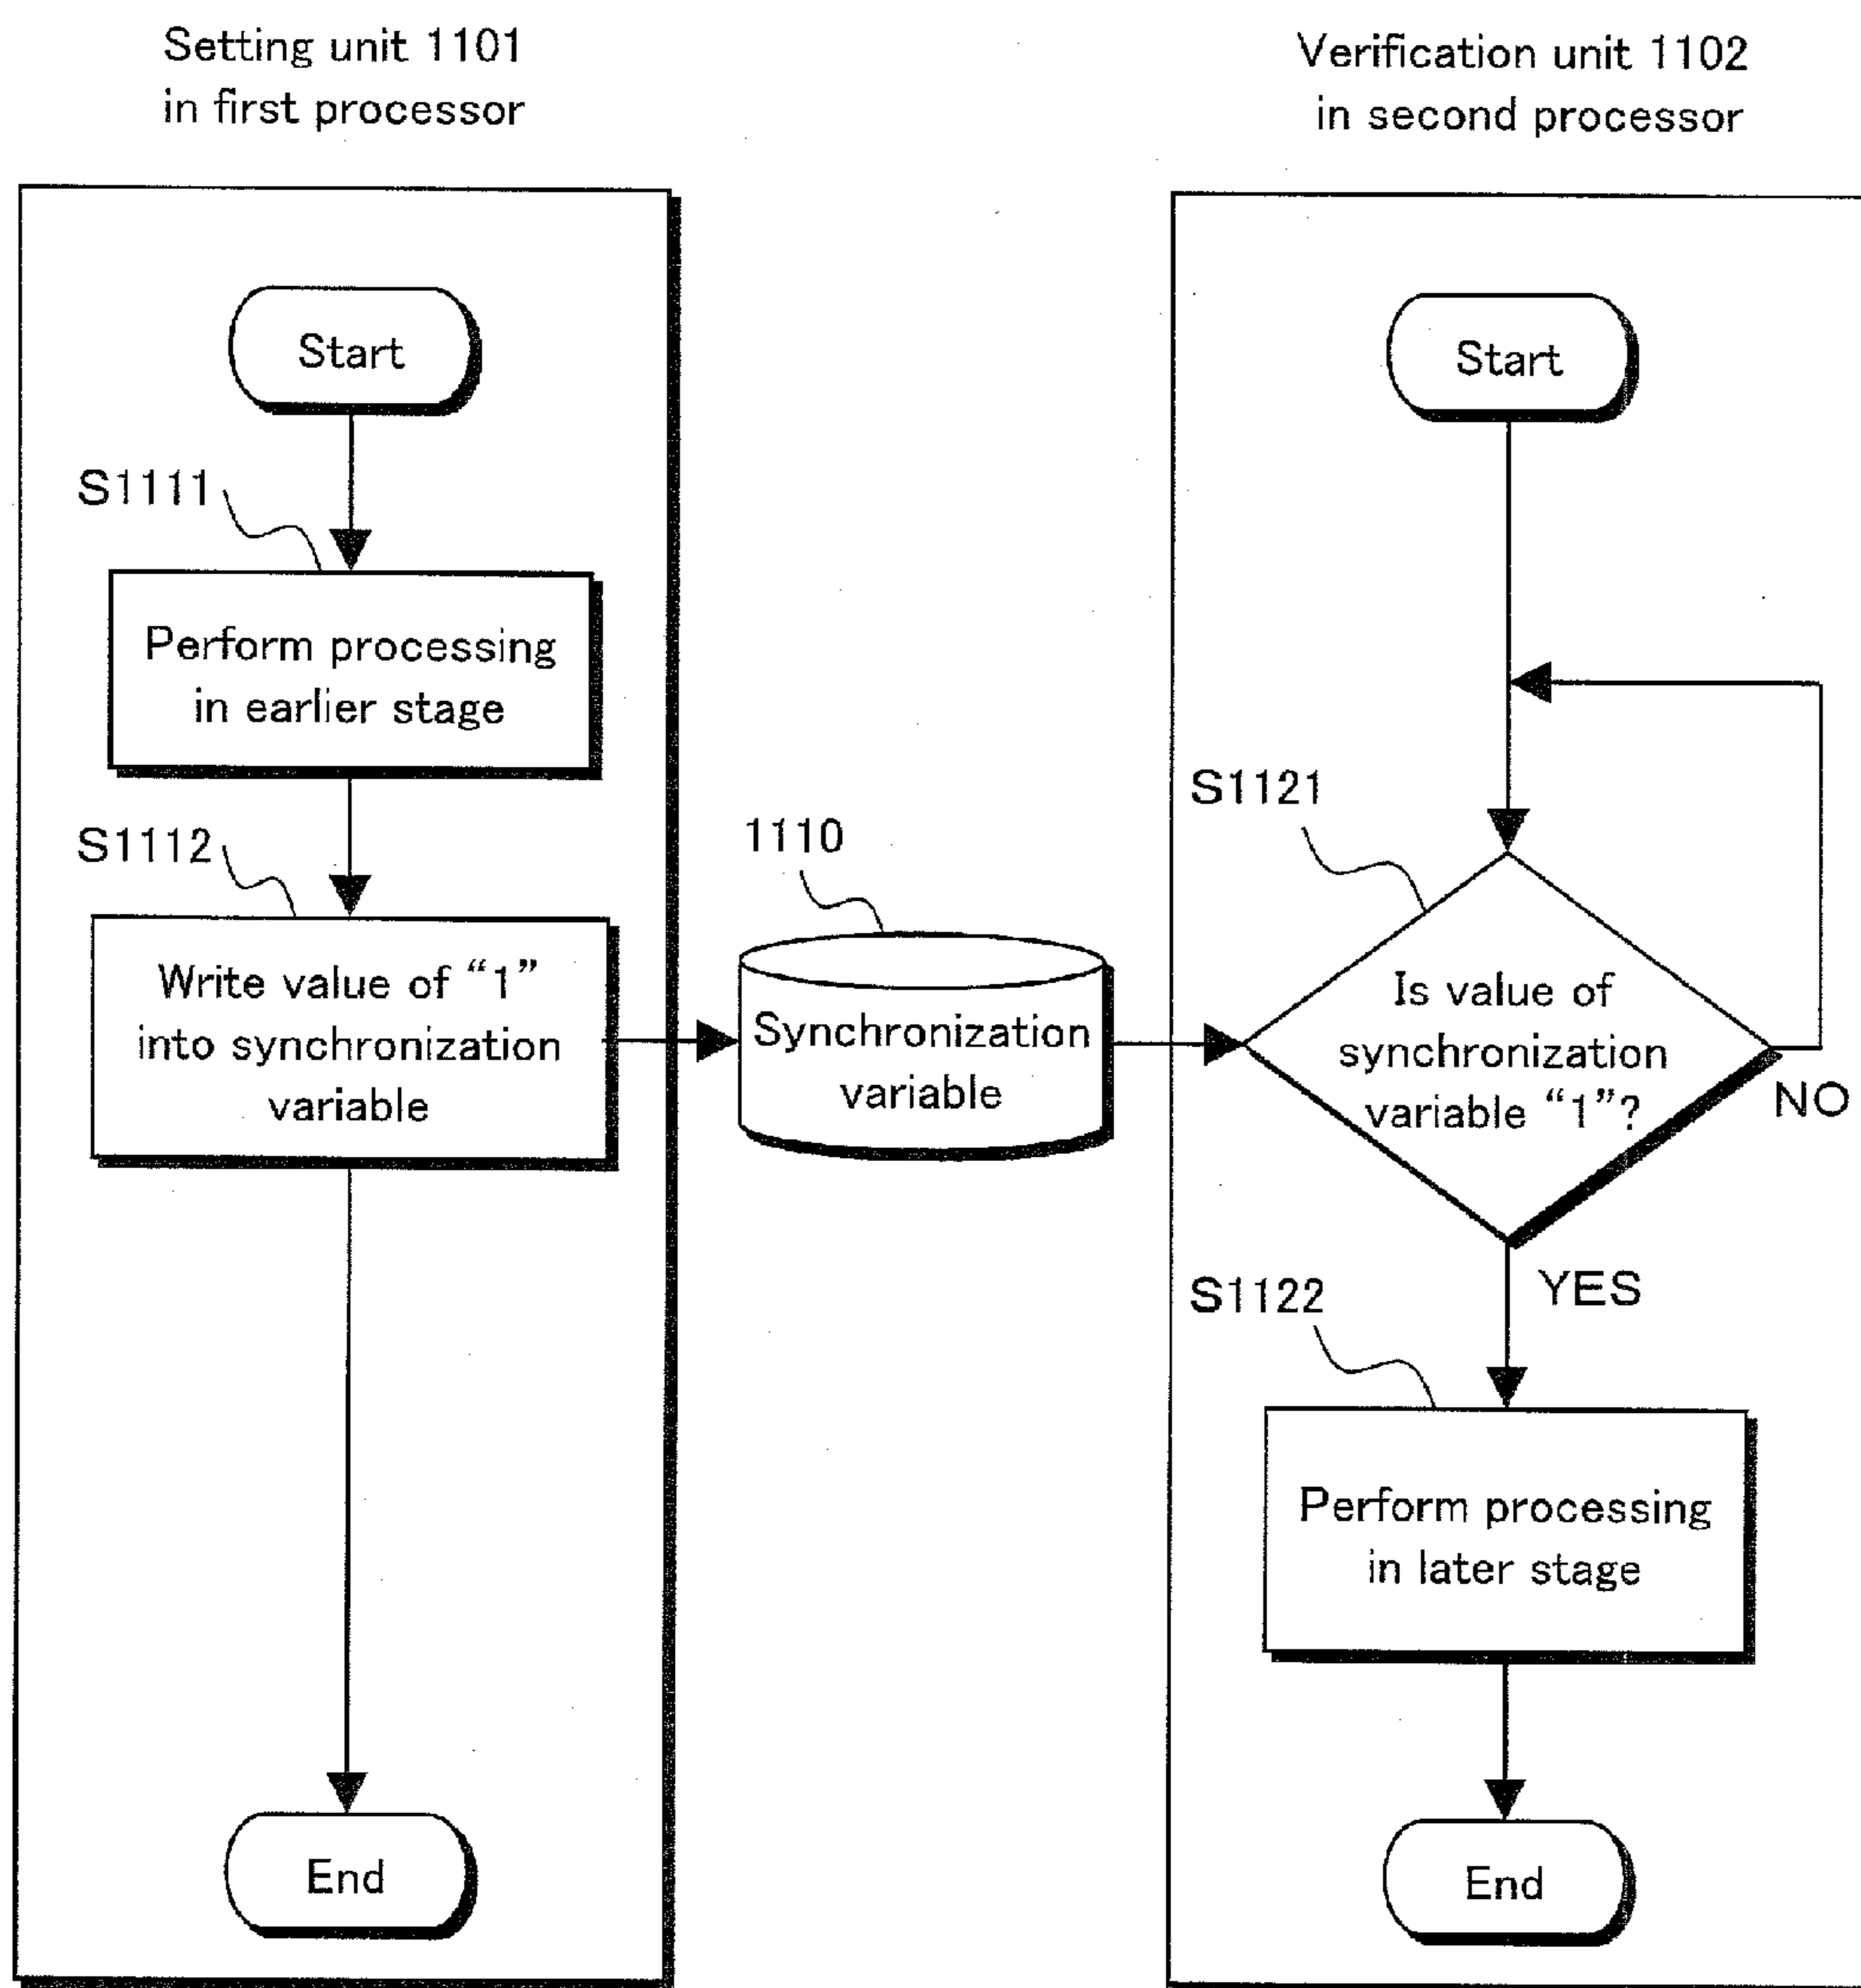 Setting unit 1101
in first processor
Start
S1111
Perform processing
in earlier stage
S1112
Write value of “1”
into synchronization
variable
End
1110
Synchronization
variable
Verification unit 1102
in second processor
Start
S1121
Is value of
synchronization
variable “1”?
NO
YES
S1122
Perform processing
in later stage
End